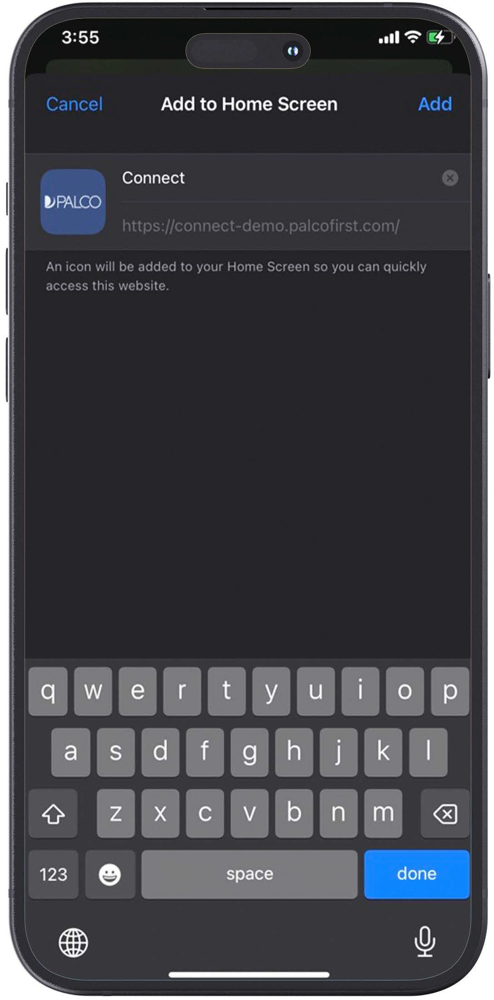 3:55
Cancel Add to Home Screen Add
Connect
PALCO
https://connect-demo.palcofirst.com/
An icon will be added to your Home Screen so you can quickly
access this website.
q w e r t y u i o p
a s d f g h j k l
z x c v b n m
123 space done